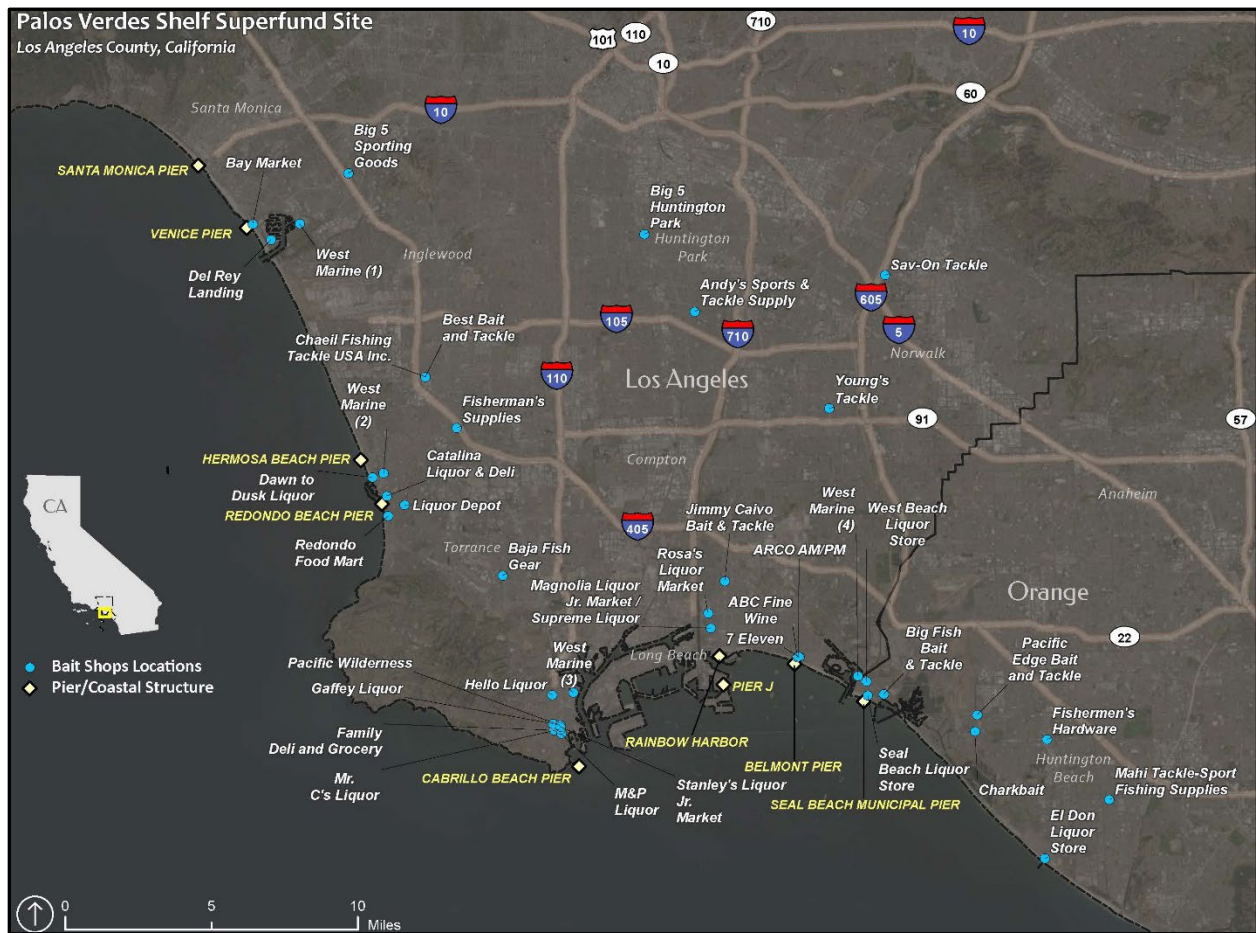 Palos Verdes Shelf Superfund Site
Los Angeles County, California
710
110
101
10
10
60
Santa Monica
10
Big 5
Sporting
Goods
Bay Market
SANTA MONICA PIER
Big 5
Huntington
Park
Huntington
Park
VENICE PIER
West
Marine (1)
Inglewood
Del Rey
Landing
Sav-On Tackle
Andy's Sports &
Tackle Supply
605
105
710
5
Norwalk
Best Bait
and Tackle
Chaeil Fishing
Tackle USA Inc.
110
Los Angeles
Young's
Tackle
West
Marine
(2)
Fisherman's
Supplies
91
57
HERMOSA BEACH PIER
Catalina
Liquor & Deli
Compton
Dawn to
Dusk Liquor
Liquor Depot
REDONDO BEACH PIER
Anaheim
CA
405
Jimmy Caivo
Bait & Tackle
West
Marine
(4)
West Beach
Liquor
Store
Redondo
Food Mart
Torrance
Baja Fish
Gear
Rosa's
Liquor
Market
ARCO AM/PM
Magnolia Liquor
Jr. Market /
Supreme Liquor
ABC Fine
Wine
Orange
22
7 Eleven
Big Fish
Bait
& Tackle
Pacific
Edge Bait
and Tackle
Bait Shops Locations
Pier/Coastal Structure
Pacific Wilderness
Gaffey Liquor
Hello Liquor
West
Marine
(3)
Long Beach
PIER J
Family
Deli and Grocery
RAINBOW HARBOR
Fishermen's
Hardware
Huntington
Beach
Mr.
C's Liquor
CABRILLO BEACH PIER
BELMONT PIER
Seal
Beach Liquor
Store
Charkbait
Mahi Tackle-Sport
Fishing Supplies
M&P
Liquor
Stanley's Liquor
Jr.
Market
SEAL BEACH MUNICIPAL PIER
El Don
Liquor
Store
0 5 10
Miles